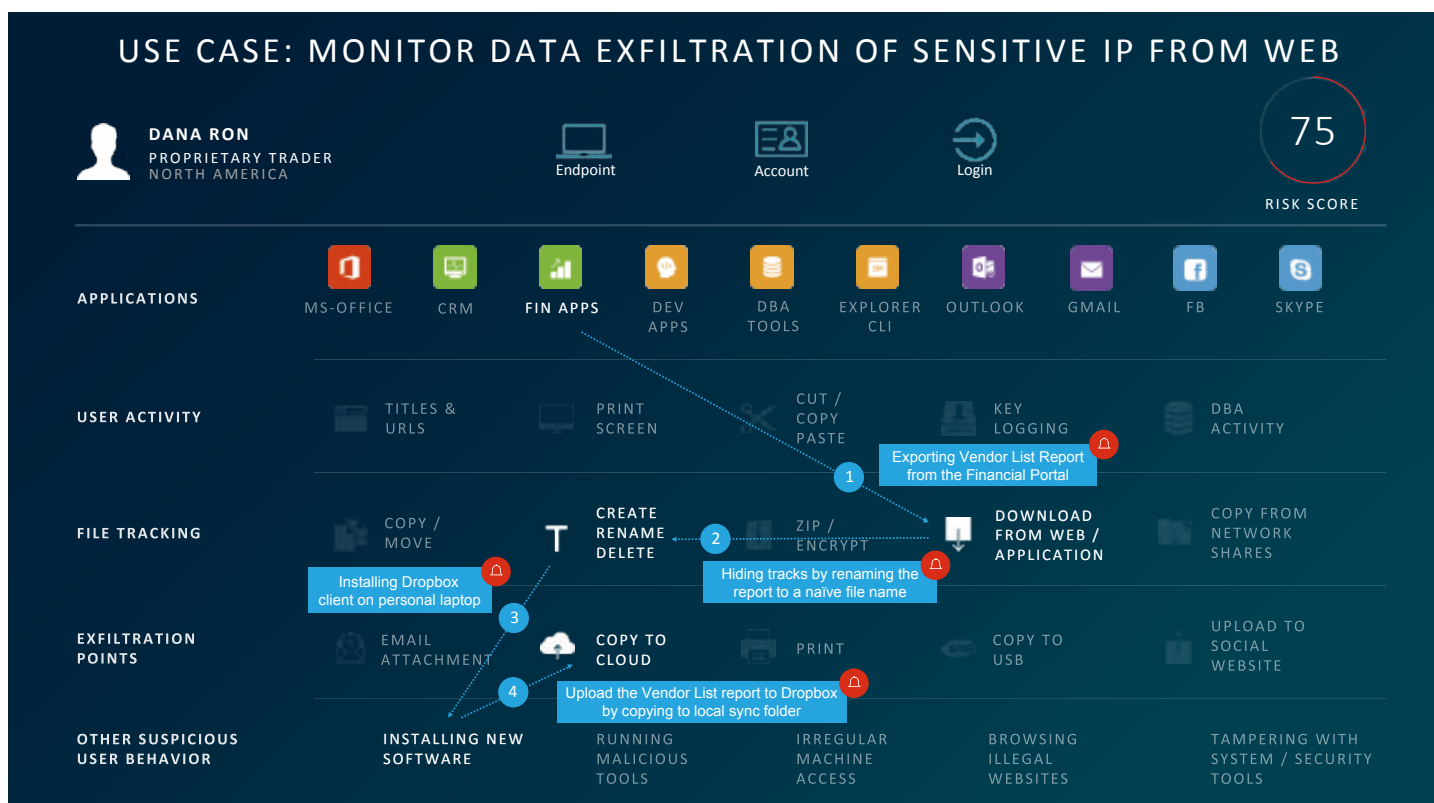 USE CASE: MONITOR DATA EXFILTRATION OF SENSITIVE IP FROM WEB
DANA RON
PROPRIETARY TRADER
NORTH AMERICA
Endpoint
Account
Login
75
RISK SCORE
APPLICATIONS
MS-OFFICE
CRM
FIN APPS
DEV
APPS
DBA
TOOLS
EXPLORER
CLI
OUTLOOK
GMAIL
FB
SKYPE
USER ACTIVITY
TITLES &
URLS
PRINT
SCREEN
CUT /
COPY
PASTE
KEY
LOGGING
DBA
ACTIVITY
Exporting Vendor List Report
from the Financial Portal
1
FILE TRACKING
COPY /
MOVE
T
CREATE
RENAME
DELETE
2
ZIP /
ENCRYPT
DOWNLOAD
FROM WEB /
APPLICATION
COPY FROM
NETWORK
SHARES
Installing Dropbox
client on personal laptop
Hiding tracks by renaming the
report to a naïve file name
3
EXFILTRATION
POINTS
EMAIL
ATTACHMENT
COPY TO
CLOUD
PRINT
COPY TO
USB
UPLOAD TO
SOCIAL
WEBSITE
4
Upload the Vendor List report to Dropbox
by copying to local sync folder
OTHER SUSPICIOUS
USER BEHAVIOR
INSTALLING NEW
SOFTWARE
RUNNING
MALICIOUS
TOOLS
IRREGULAR
MACHINE
ACCESS
BROWSING
ILLEGAL
WEBSITES
TAMPERING WITH
SYSTEM / SECURITY
TOOLS